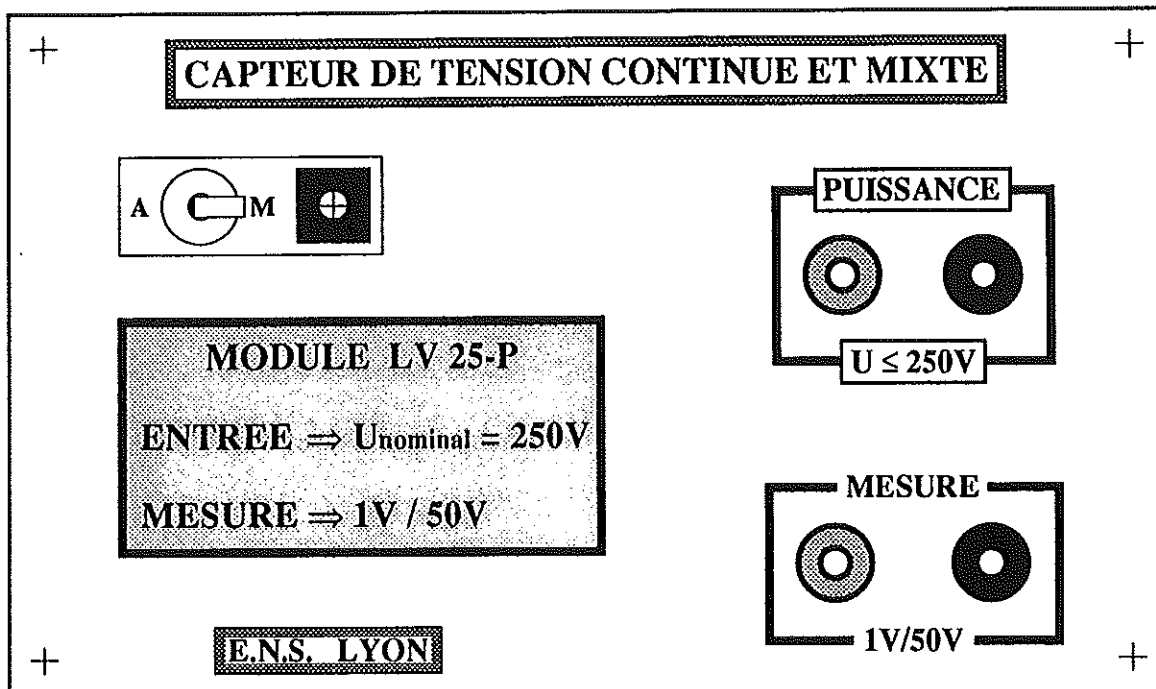 CAPTEUR DE TENSION CONTINUE ET MIXTE
A M
PUISSANCE
U ≤ 250V
MODULE LV 25-P
ENTREE ⇒ Unominal = 250V
MESURE ⇒ 1V / 50V
MESURE
1V/50V
E.N.S. LYON